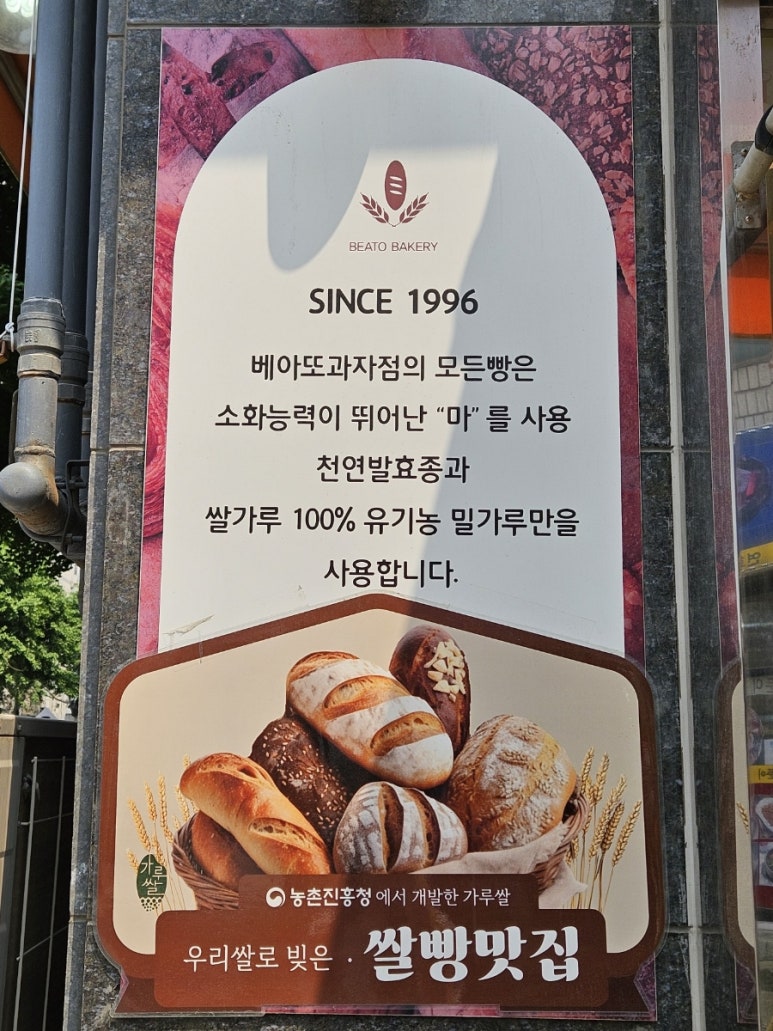 BEATO BAKERY
SINCE 1996
베아또과자점의 모든빵은
소화능력이 뛰어난 “마”를 사용
천연발효종과
쌀가루 100% 유기농 밀가루만을
사용합니다.
가루
쌀
농촌진흥청에서 개발한 가루쌀
우리쌀로 빚은 · 쌀빵맛집